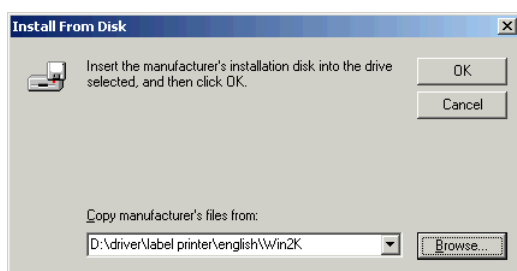 Install From Disk
Insert the manufacturer's installation disk into the drive
selected, and then click OK.
OK
Cancel
Copy manufacturer's files from:
D:\driver\label printer\english\Win2K
Browse...